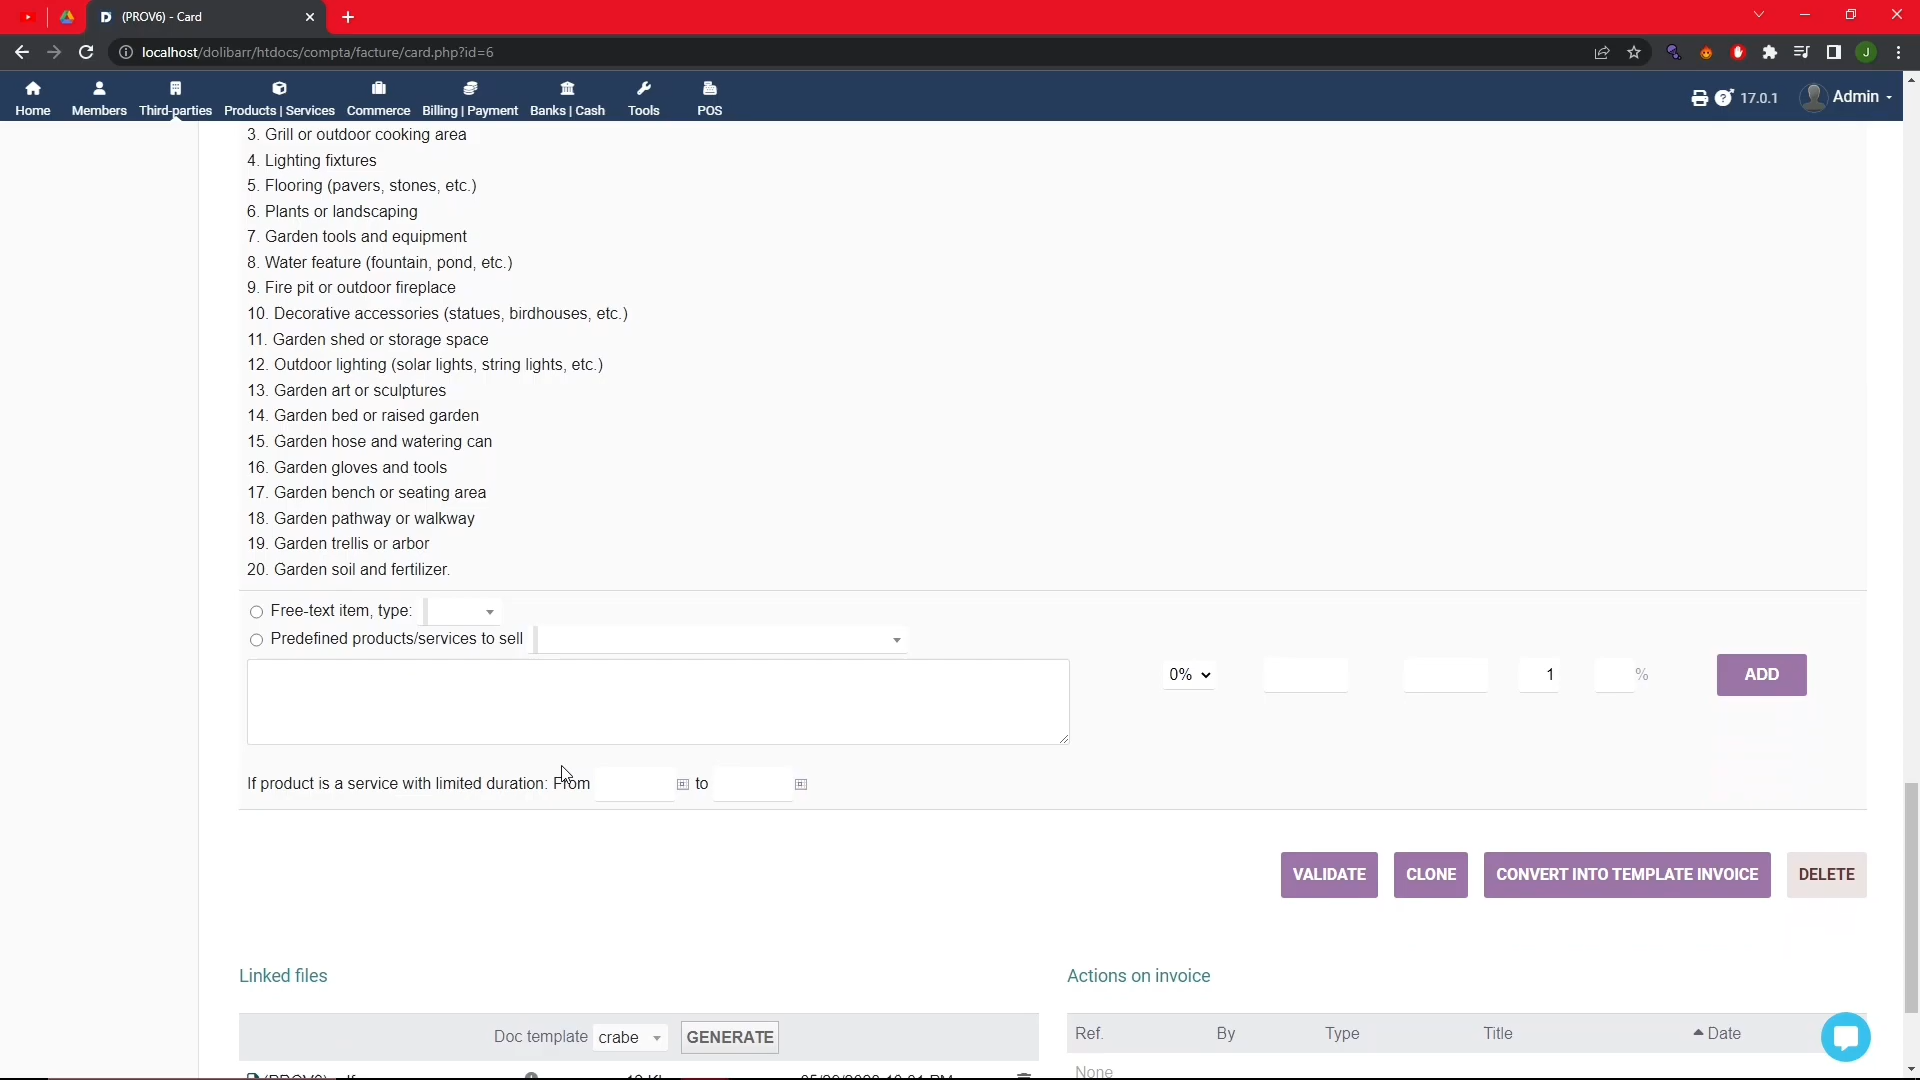 (PROV6) - Card
localhost/dolibarr/htdocs/compta/facture/card.php?id=6
J
Home Members Third-parties Products | Services Commerce Billing | Payment Banks | Cash Tools POS
17.0.1 Admin
3. Grill or outdoor cooking area
4. Lighting fixtures
5. Flooring (pavers, stones, etc.)
6. Plants or landscaping
7. Garden tools and equipment
8. Water feature (fountain, pond, etc.)
9. Fire pit or outdoor fireplace
10. Decorative accessories (statues, birdhouses, etc.)
11. Garden shed or storage space
12. Outdoor lighting (solar lights, string lights, etc.)
13. Garden art or sculptures
14. Garden bed or raised garden
15. Garden hose and watering can
16. Garden gloves and tools
17. Garden bench or seating area
18. Garden pathway or walkway
19. Garden trellis or arbor
20. Garden soil and fertilizer.
Free-text item, type:
Predefined products/services to sell
0% 1 % ADD
If product is a service with limited duration: From to
VALIDATE CLONE CONVERT INTO TEMPLATE INVOICE DELETE
Linked files
Actions on invoice
Doc template crabe GENERATE
Ref. By Type Title Date
None